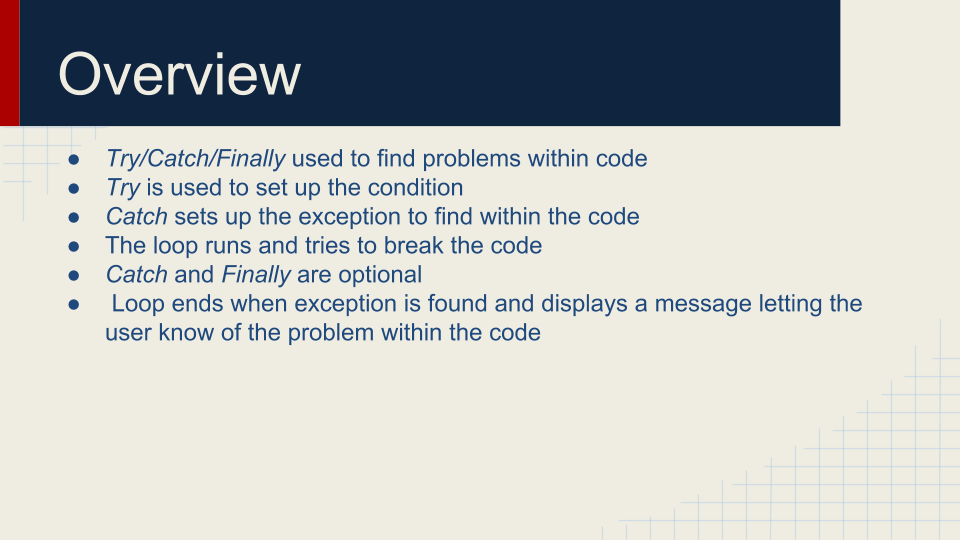 Overview
● Try/Catch/Finally used to find problems within code
● Try is used to set up the condition
● Catch sets up the exception to find within the code
● The loop runs and tries to break the code
● Catch and Finally are optional
● Loop ends when exception is found and displays a message letting the
user know of the problem within the code